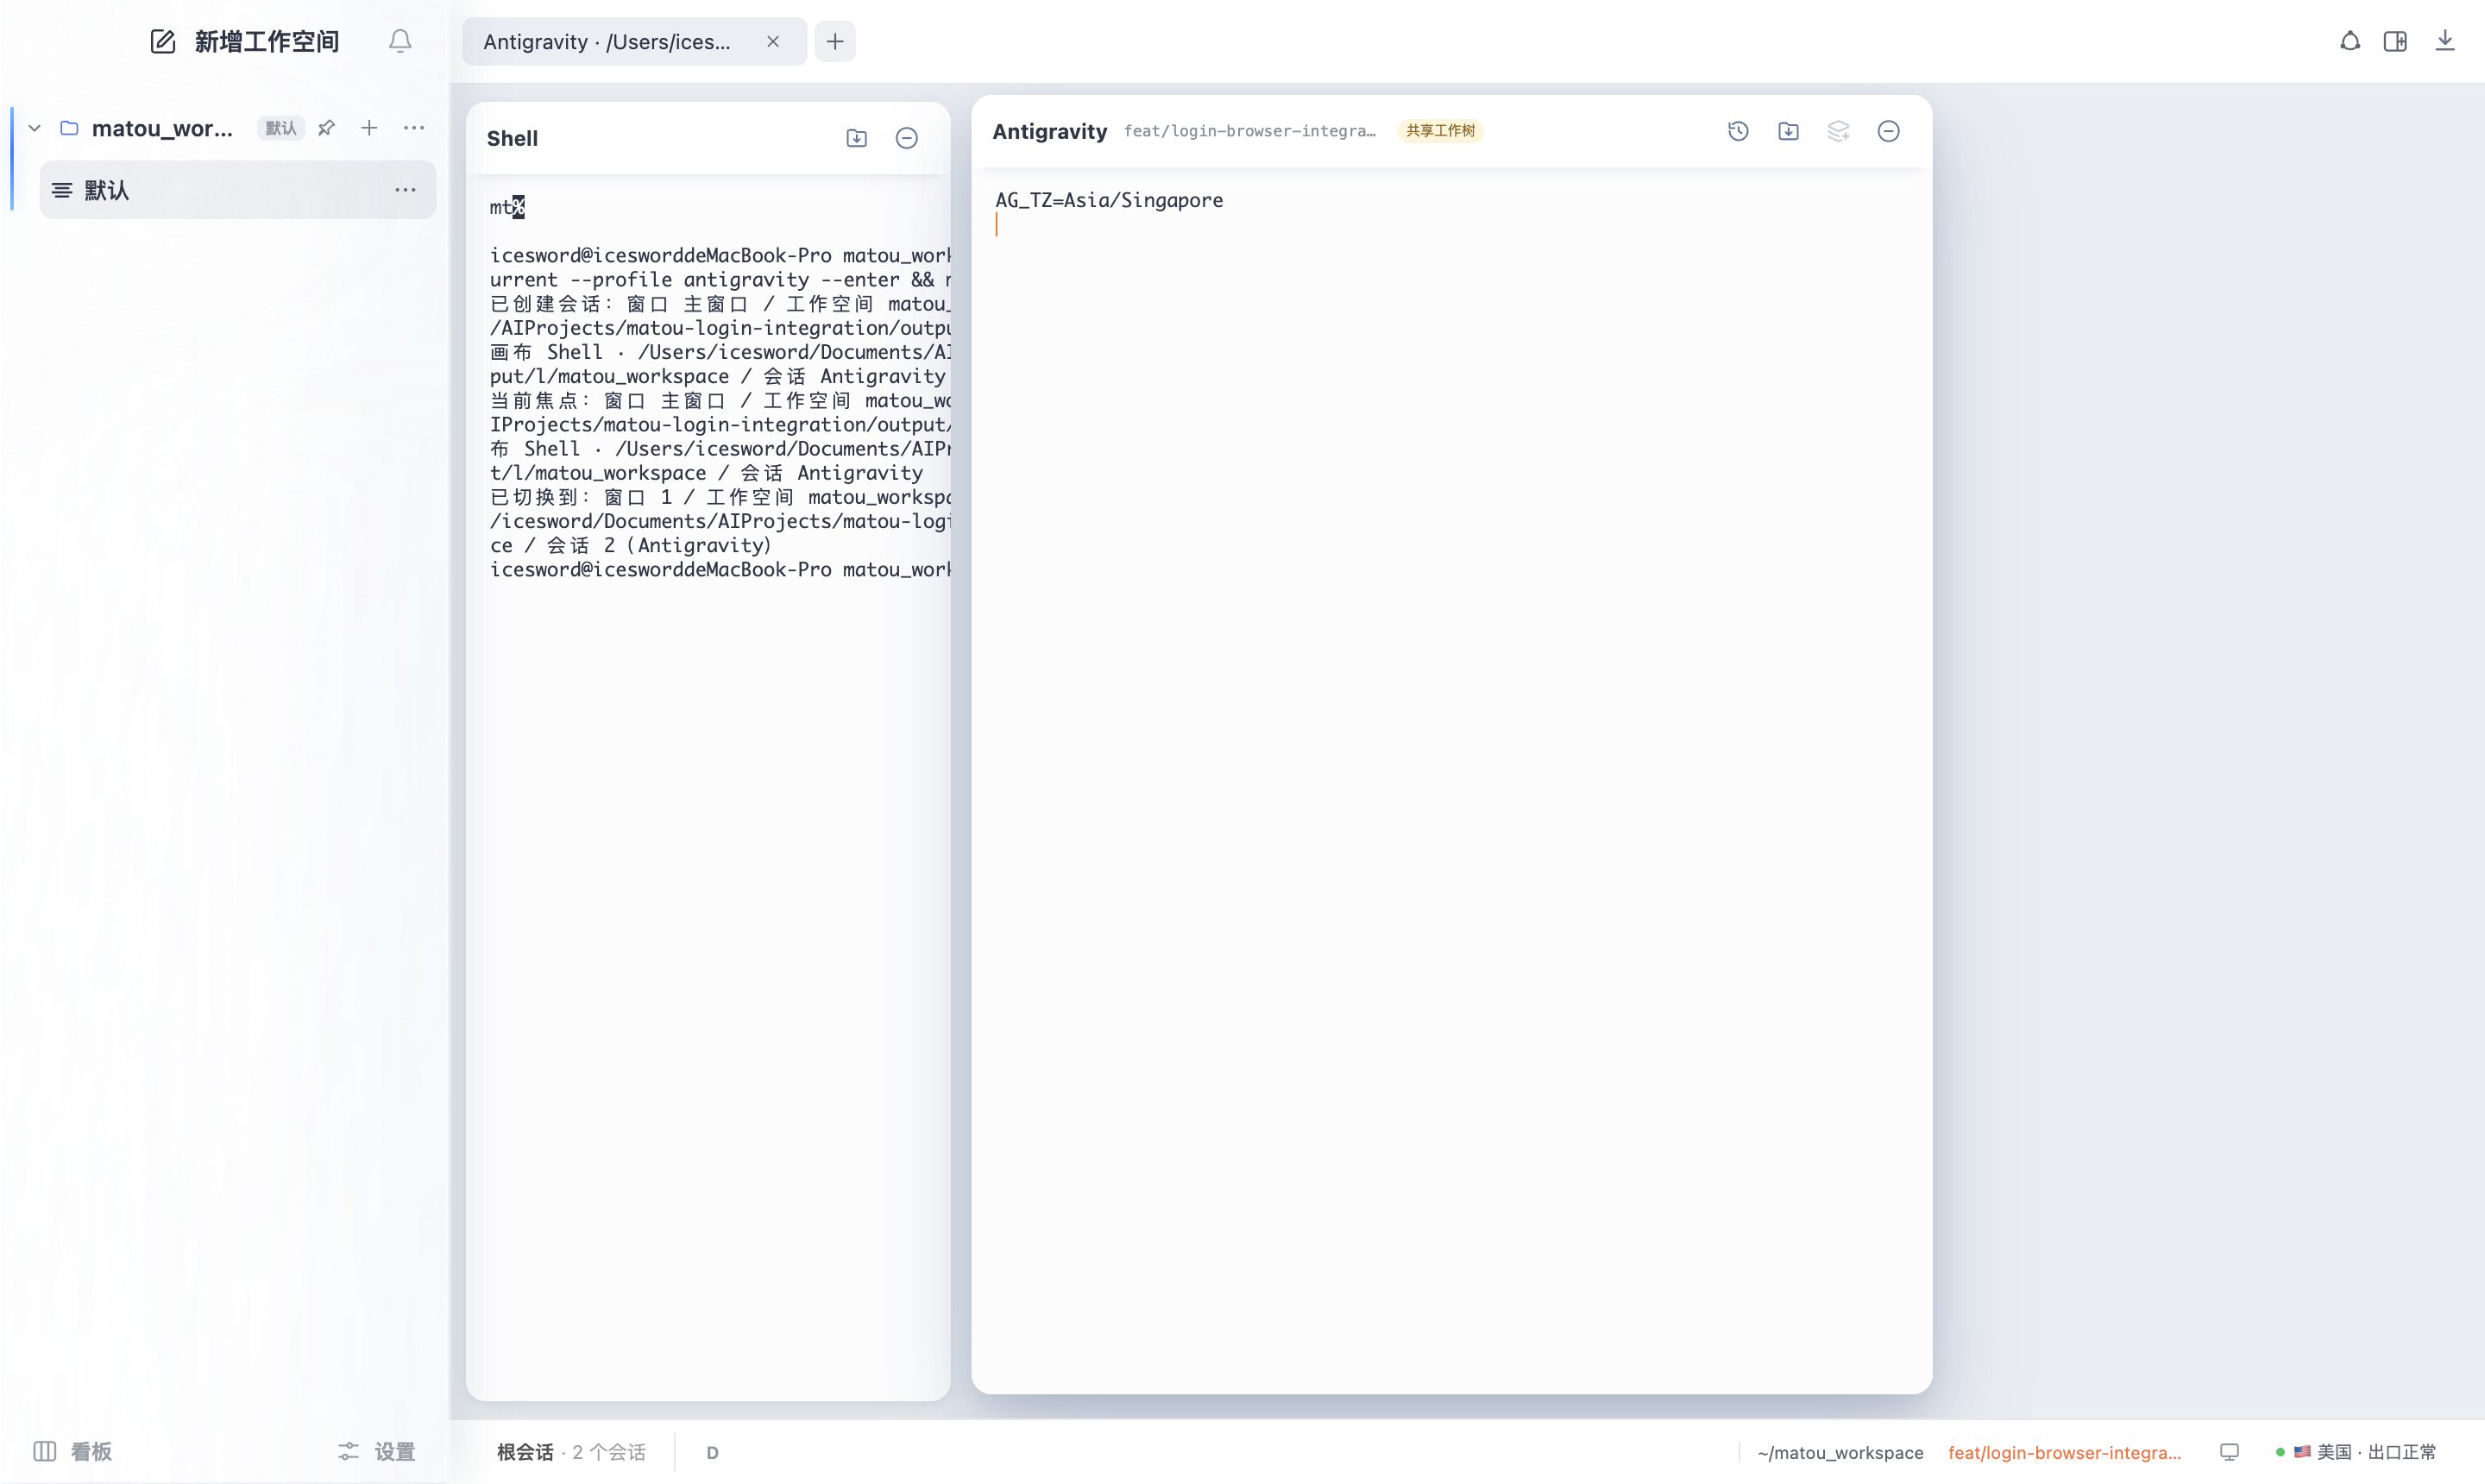 新增工作空间
Antigravity · /Users/ices...
matou_wor... 默认
默认
Shell
mt%
icesword@icesworddeMacBook-Pro matou_work
urrent --profile antigravity --enter &&
已创建会话：窗口 主窗口 / 工作空间 matou_
/AIProjects/matou-login-integration/outpu
画布 Shell · /Users/icesword/Documents/AI
put/l/matou_workspace / 会话 Antigravity
当前焦点：窗口 主窗口 / 工作空间 matou_wo
IProjects/matou-login-integration/output/
布 Shell · /Users/icesword/Documents/AIPr
t/l/matou_workspace / 会话 Antigravity
已切换到：窗口 1 / 工作空间 matou_workspa
/icesword/Documents/AIProjects/matou-logi
ce / 会话 2 (Antigravity)
icesword@icesworddeMacBook-Pro matou_work
Antigravity feat/login-browser-integra... 共享工作树
AG_TZ=Asia/Singapore
看板 设置
根会话 · 2 个会话 D
~/matou_workspace feat/login-browser-integra... 美国 · 出口正常